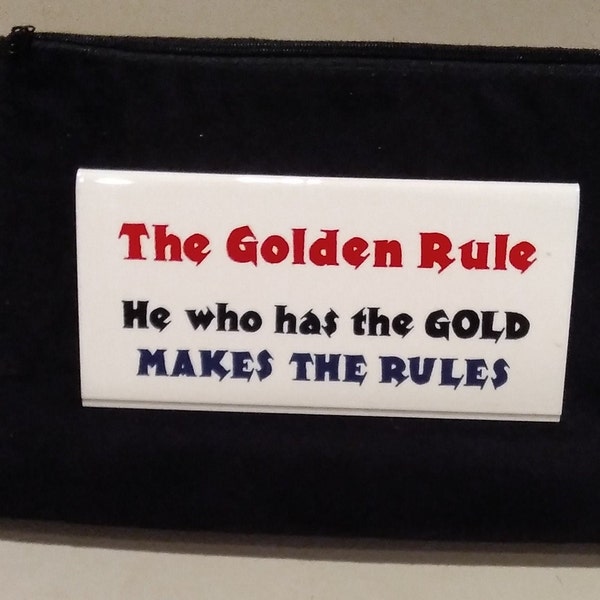 The Golden Rule
He who has the GOLD
MAKES THE RULES